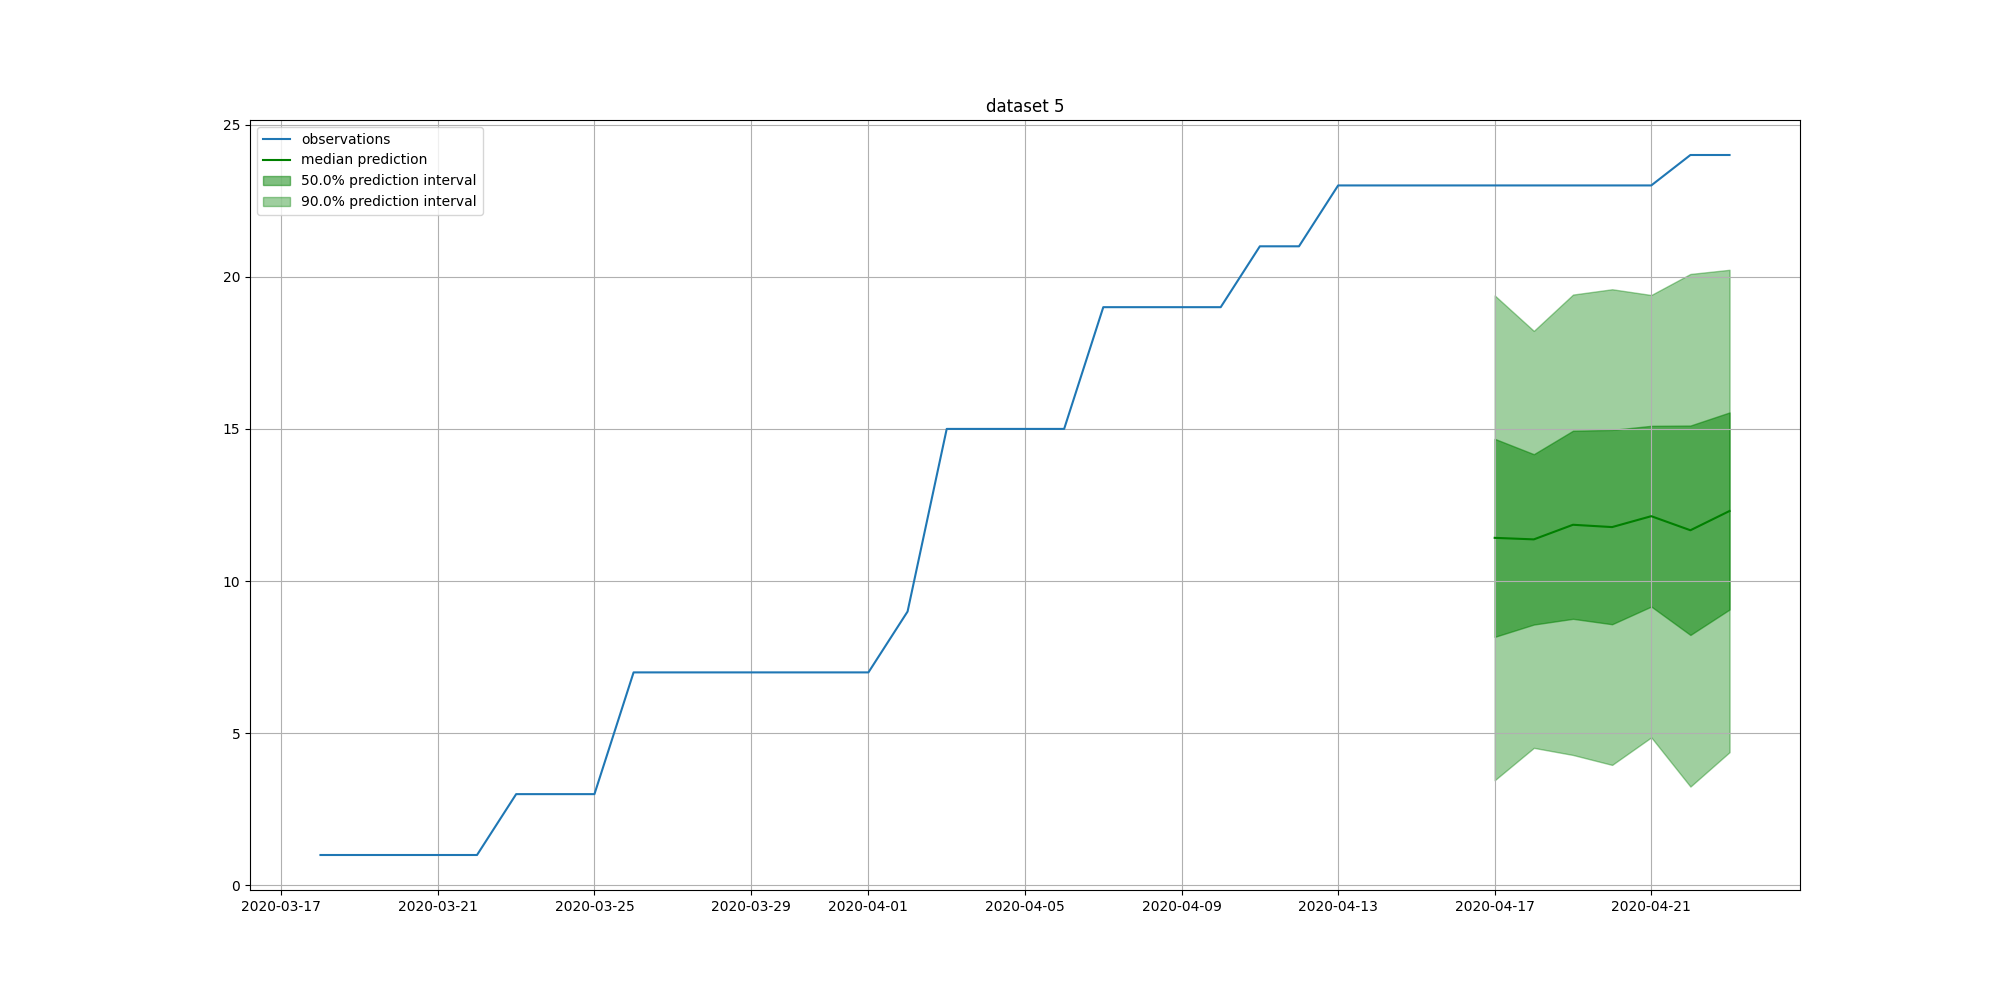 dataset 5
observations
median prediction
50.0% prediction interval
90.0% prediction interval
25
20
15
10
5
0
2020-03-17 2020-03-21 2020-03-25 2020-03-29 2020-04-01 2020-04-05 2020-04-09 2020-04-13 2020-04-17 2020-04-21